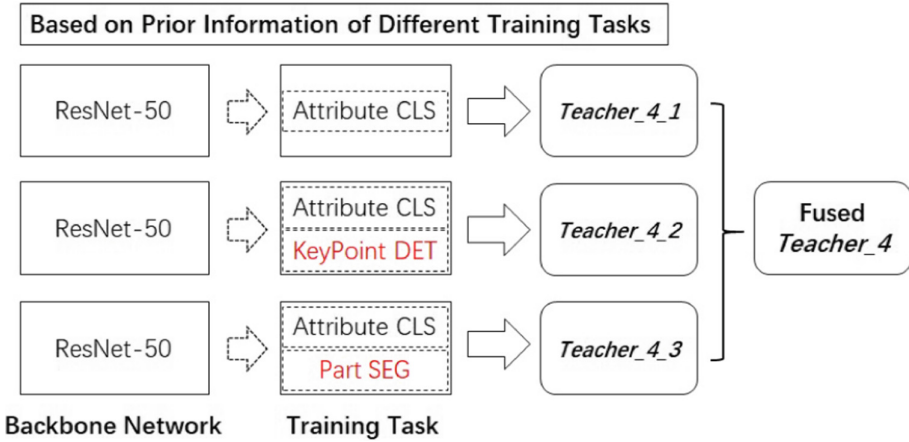 Based on Prior Information of Different Training Tasks
ResNet-50
Attribute CLS
Teacher_4_1
ResNet-50
Attribute CLS
KeyPoint DET
Teacher_4_2
Fused
Teacher_4
ResNet-50
Attribute CLS
Part SEG
Teacher_4_3
Backbone Network
Training Task